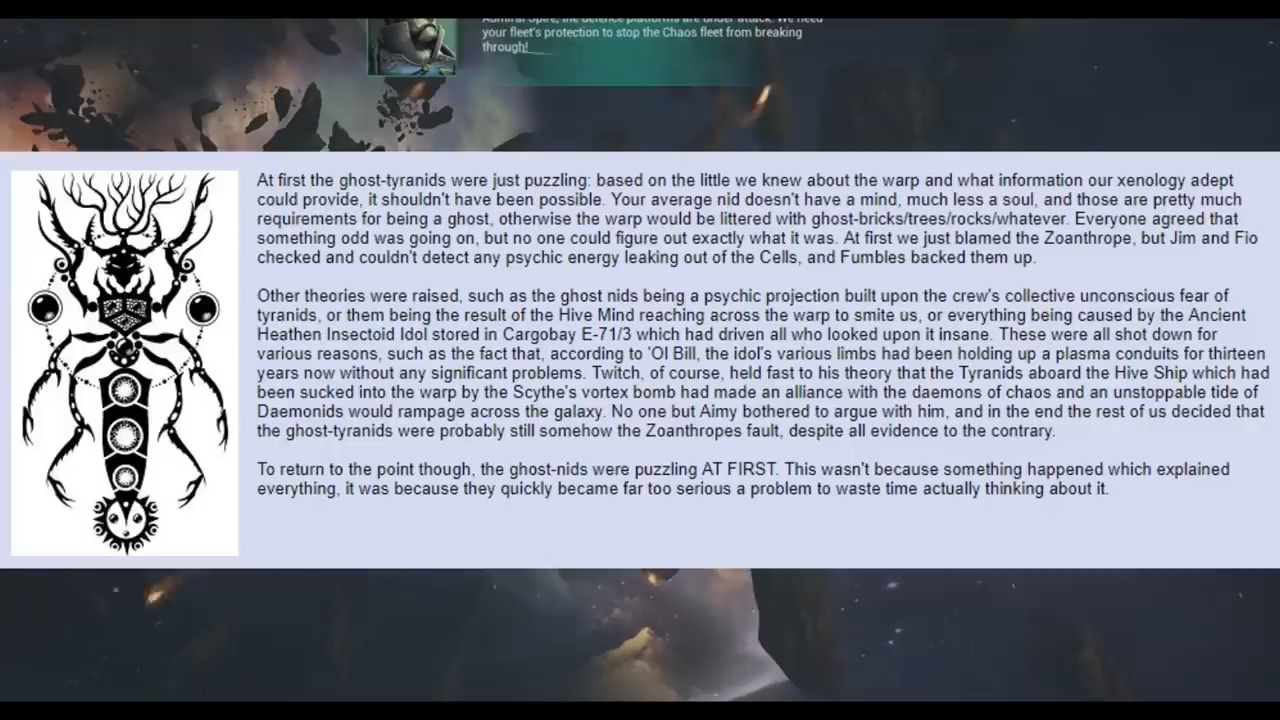 Admiral Spire, the defence platforms are under attack. We need
your fleet's protection to stop the Chaos fleet from breaking
through!
At first the ghost-tyranids were just puzzling: based on the little we knew about the warp and what information our xenology adept
could provide, it shouldn't have been possible. Your average nid doesn't have a mind, much less a soul, and those are pretty much
requirements for being a ghost, otherwise the warp would be littered with ghost-bricks/trees/rocks/whatever. Everyone agreed that
something odd was going on, but no one could figure out exactly what it was. At first we just blamed the Zoanthrope, but Jim and Fio
checked and couldn't detect any psychic energy leaking out of the Cells, and Fumbles backed them up.
Other theories were raised, such as the ghost nids being a psychic projection built upon the crew's collective unconscious fear of
tyranids, or them being the result of the Hive Mind reaching across the warp to smite us, or everything being caused by the Ancient
Heathen Insectoid Idol stored in Cargobay E-71/3 which had driven all who looked upon it insane. These were all shot down for
various reasons, such as the fact that, according to 'Ol Bill, the idol's various limbs had been holding up a plasma conduits for thirteen
years now without any significant problems. Twitch, of course, held fast to his theory that the Tyranids aboard the Hive Ship which had
been sucked into the warp by the Scythe's vortex bomb had made an alliance with the daemons of chaos and an unstoppable tide of
Daemonids would rampage across the galaxy. No one but Aimy bothered to argue with him, and in the end the rest of us decided that
the ghost-tyranids were probably still somehow the Zoanthropes fault, despite all evidence to the contrary.
To return to the point though, the ghost-nids were puzzling AT FIRST. This wasn't because something happened which explained
everything, it was because they quickly became far too serious a problem to waste time actually thinking about it.